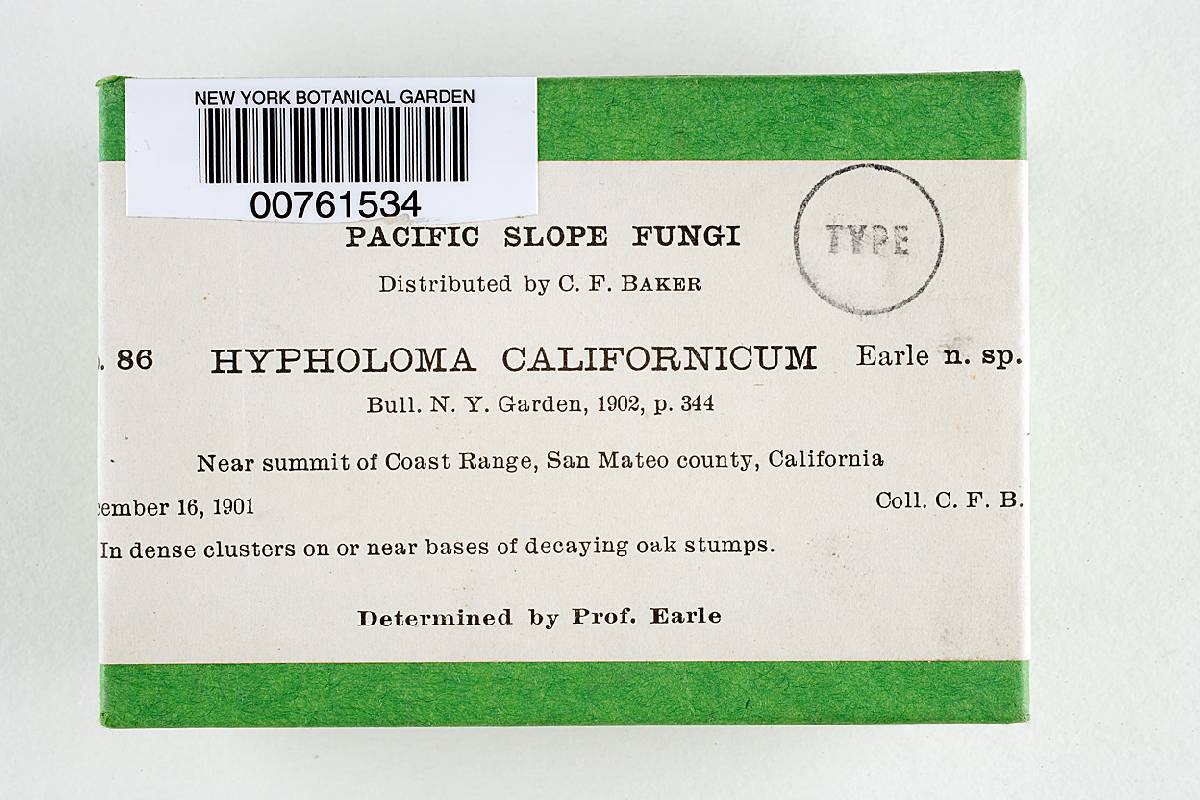 NEW YORK BOTANICAL GARDEN
00761534
PACIFIC SLOPE FUNGI
TYPE
Distributed by C. F. BAKER
. 86 HYPHOLOMA CALIFORNICUM Earle n. sp.
Bull. N. Y. Garden, 1902, p. 344
Near summit of Coast Range, San Mateo county, California
cember 16, 1901 Coll. C. F. B.
In dense clusters on or near bases of decaying oak stumps.
Determined by Prof. Earle